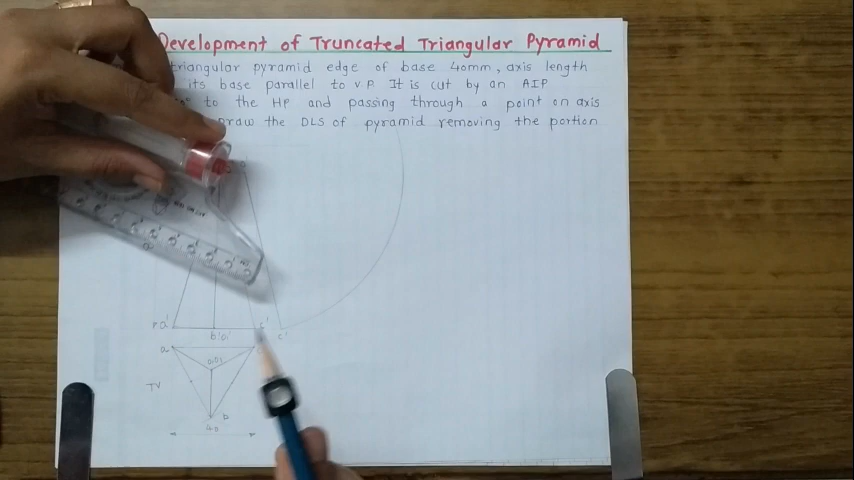 Development of Truncated Triangular Pyramid
triangular pyramid edge of base 40mm, axis length
its base parallel to V P. It is cut by an AIP
to the HP and passing through a point on axis
Draw the DLS of pyramid removing the portion
a'
c'
c'
a
TV
b
40